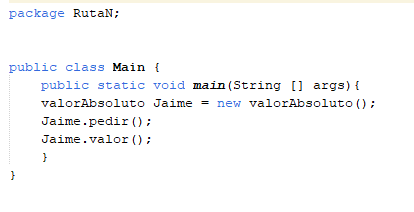 package RutaN;
public class Main {
public static void main(String [] args){
valorAbsoluto Jaime = new valorAbsoluto();
Jaime.pedir();
Jaime.valor();
}
}